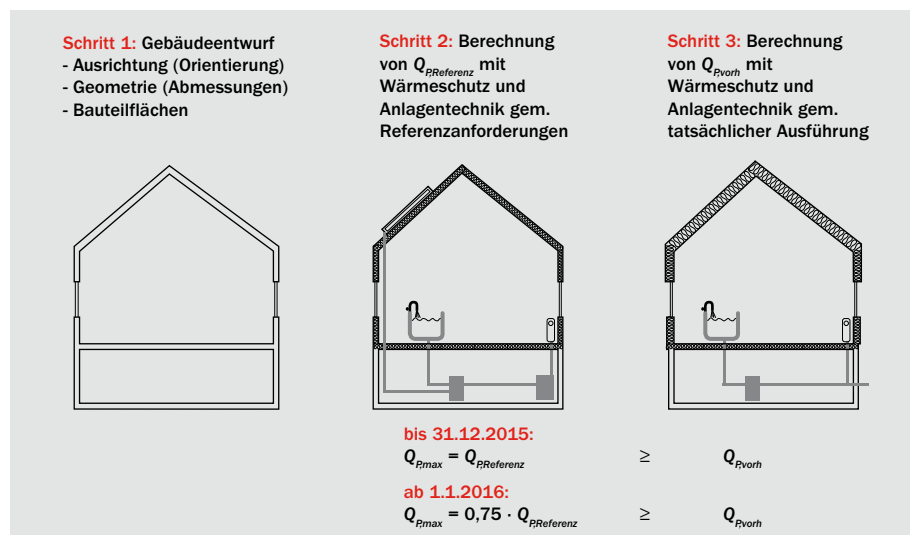 Schritt 1: Gebäudeentwurf
- Ausrichtung (Orientierung)
- Geometrie (Abmessungen)
- Bauteilflächen
Schritt 2: Berechnung
von Q_P,Referenz mit
Wärmeschutz und
Anlagentechnik gem.
Referenzanforderungen
Schritt 3: Berechnung
von Q_P,vorh mit
Wärmeschutz und
Anlagentechnik gem.
tatsächlicher Ausführung
bis 31.12.2015:
Q_P,max = Q_P,Referenz ≥ Q_P,vorh
ab 1.1.2016:
Q_P,max = 0,75 · Q_P,Referenz ≥ Q_P,vorh